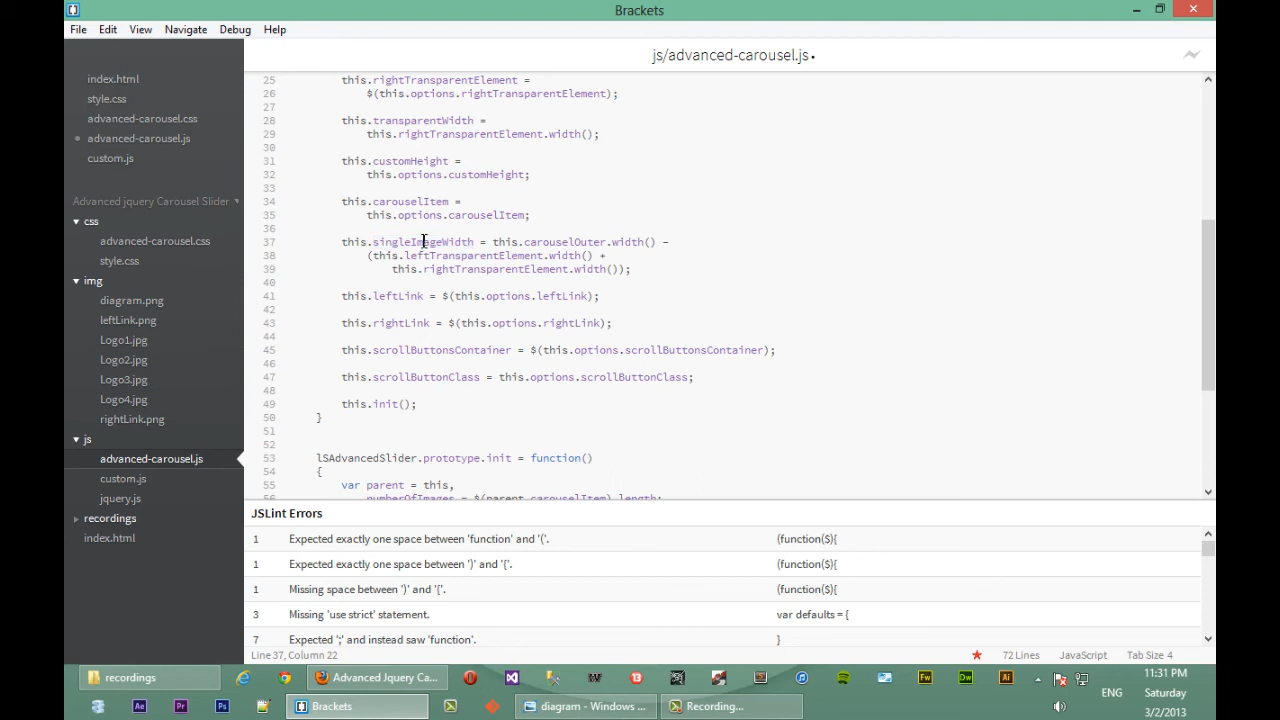 Brackets
File Edit View Navigate Debug Help
js/advanced-carousel.js •
index.html
style.css
advanced-carousel.css
advanced-carousel.js
custom.js
Advanced jquery Carousel Slider
css
advanced-carousel.css
style.css
img
diagram.png
leftLink.png
Logo1.jpg
Logo2.jpg
Logo3.jpg
Logo4.jpg
rightLink.png
js
advanced-carousel.js
custom.js
jquery.js
recordings
index.html
25 this.rightTransparentElement =
26 $(this.options.rightTransparentElement);
27
28 this.transparentWidth =
29 this.rightTransparentElement.width();
30
31 this.customHeight =
32 this.options.customHeight;
33
34 this.carouselItem =
35 this.options.carouselItem;
36
37 this.singleImageWidth = this.carouselOuter.width() -
38 (this.leftTransparentElement.width() +
39 this.rightTransparentElement.width());
40
41 this.leftLink = $(this.options.leftLink);
42
43 this.rightLink = $(this.options.rightLink);
44
45 this.scrollButtonsContainer = $(this.options.scrollButtonsContainer);
46
47 this.scrollButtonClass = this.options.scrollButtonClass;
48
49 this.init();
50 }
51
52
53 lSAdvancedSlider.prototype.init = function()
54 {
55 var parent = this,
56 numberOfImages = $(parent.carouselItem).length;
JSLint Errors
1 Expected exactly one space between 'function' and '('. (function($){
1 Expected exactly one space between ')' and '{'. (function($){
1 Missing space between ')' and '{'. (function($){
3 Missing 'use strict' statement. var defaults = {
7 Expected ';' and instead saw 'function'. }
Line 37, Column 22 72 Lines JavaScript Tab Size 4
recordings Advanced Jquery Ca... Fw Dw Ai 11:31 PM
ENG Saturday
Ae Pr Ps Brackets diagram - Windows ... Recording... 3/2/2013